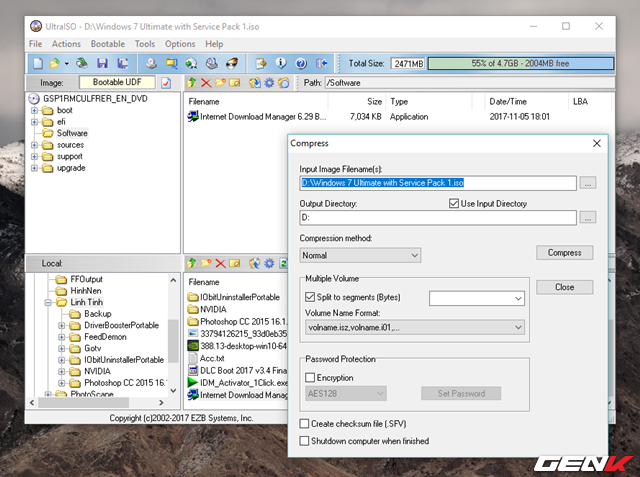 UltraISO - D:\Windows 7 Ultimate with Service Pack 1.iso
File Actions Bootable Tools Options Help
Total Size: 2471MB 55% of 4.7GB - 2004MB free
Image: Bootable UDF Path: /Software
GSP1RMCULFRER_EN_DVD
boot
efi
Software
sources
support
upgrade
Filename Size Type Date/Time LBA
Internet Download Manager 6.29 B... 7,034 KB Application 2017-11-05 18:01
Local:
FFOutput
HinhNen
Linh Tinh
Backup
DriverBoosterPortable
FeedDemon
Gotv
IObitUninstallerPortable
NVIDIA
Photoshop CC 2015 16.
PhotoScape
Filename
IObitUninstallerPortable
NVIDIA
Photoshop CC 2015 16.1.
33794126215_93d0eb35
388.13-desktop-win10-64
Acc.txt
DLC Boot 2017 v3.4 Final
IDM_Activator_1Click.exe
Internet Download Manag
Copyright (c)2002-2017 EZB Systems, Inc.
Compress
Input Image Filename(s):
D:\Windows 7 Ultimate with Service Pack 1.iso
...
Output Directory: Use Input Directory
D:
...
Compression method:
Normal
Compress
Multiple Volume
Split to segments (Bytes)
Close
Volume Name Format:
volname.isz,volname.i01,...
Password Protection
Encryption
AES128
Set Password
Create checksum file (.SFV)
Shutdown computer when finished
GENK